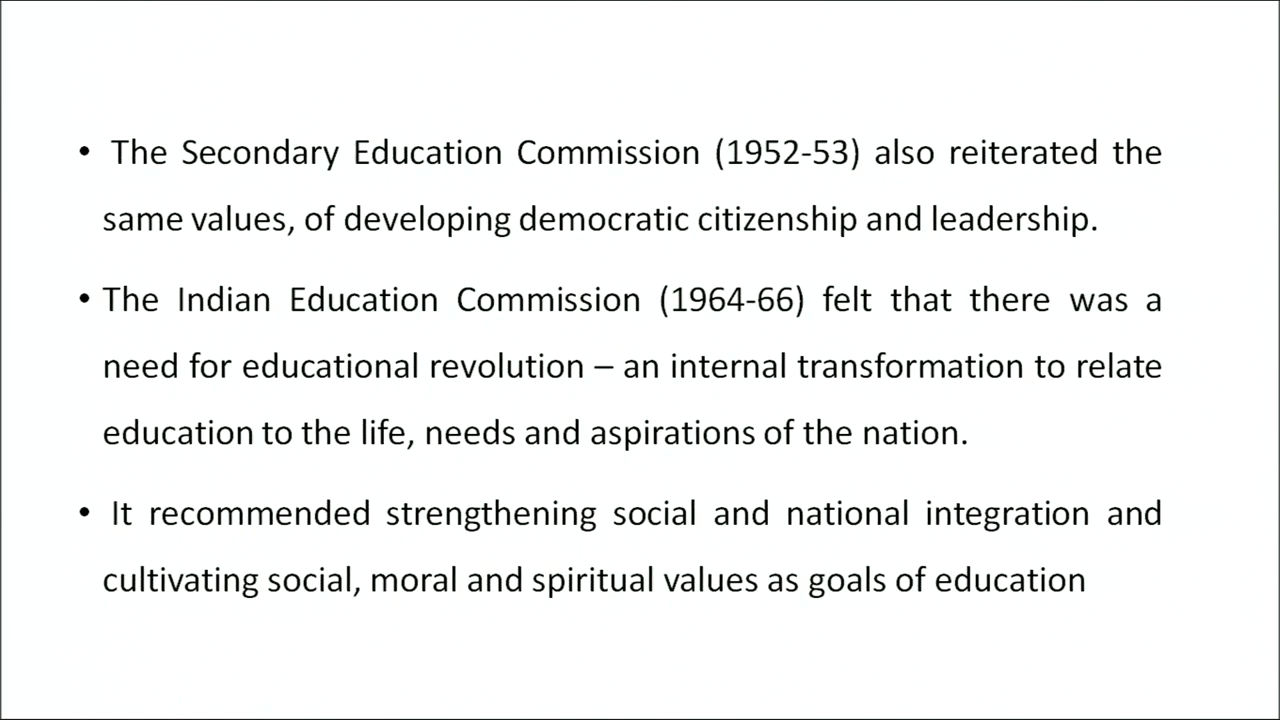 • The Secondary Education Commission (1952-53) also reiterated the
same values, of developing democratic citizenship and leadership.
• The Indian Education Commission (1964-66) felt that there was a
need for educational revolution – an internal transformation to relate
education to the life, needs and aspirations of the nation.
• It recommended strengthening social and national integration and
cultivating social, moral and spiritual values as goals of education